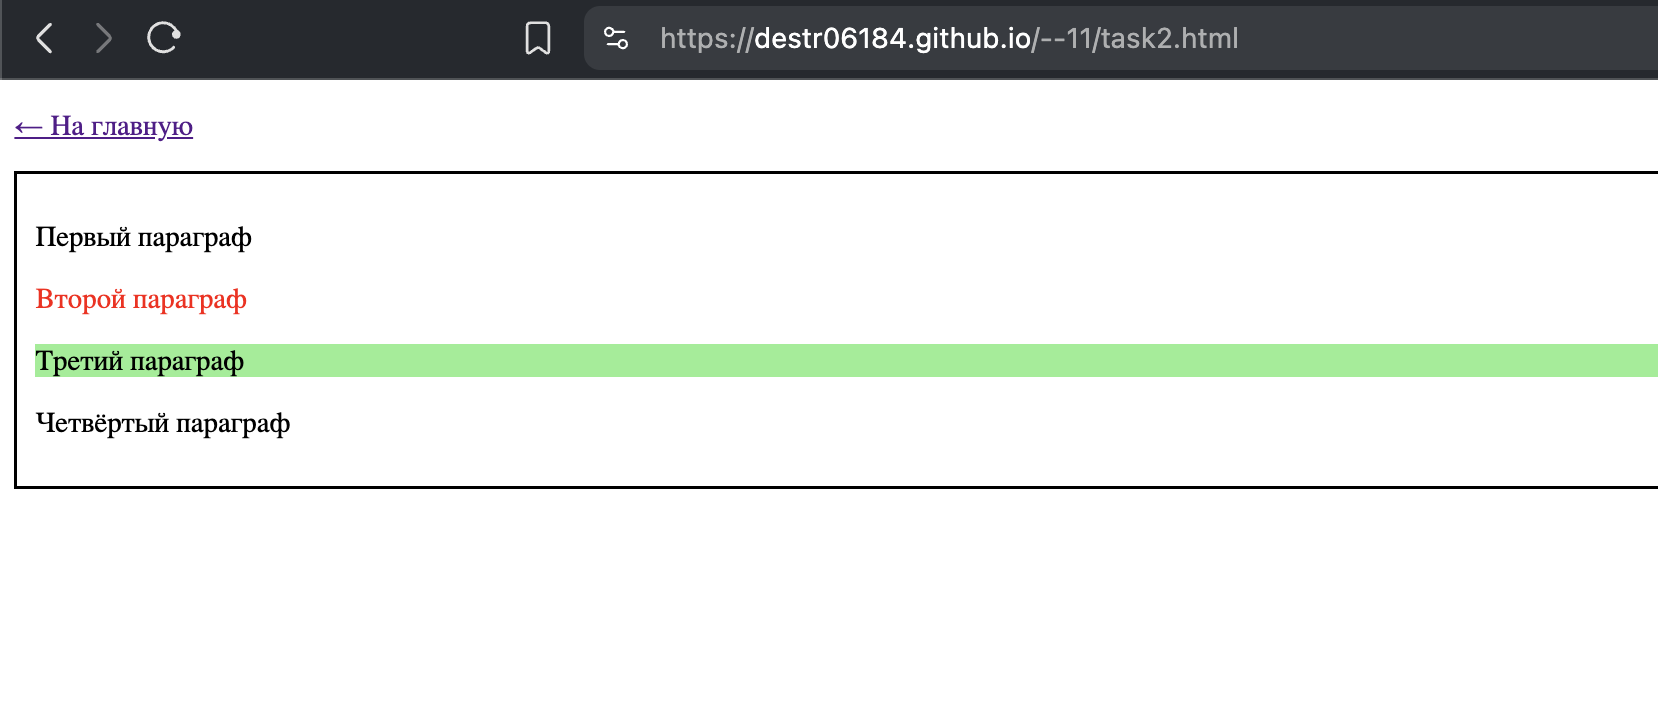 https://destr06184.github.io/--11/task2.html
← На главную
Первый параграф
Второй параграф
Третий параграф
Четвёртый параграф